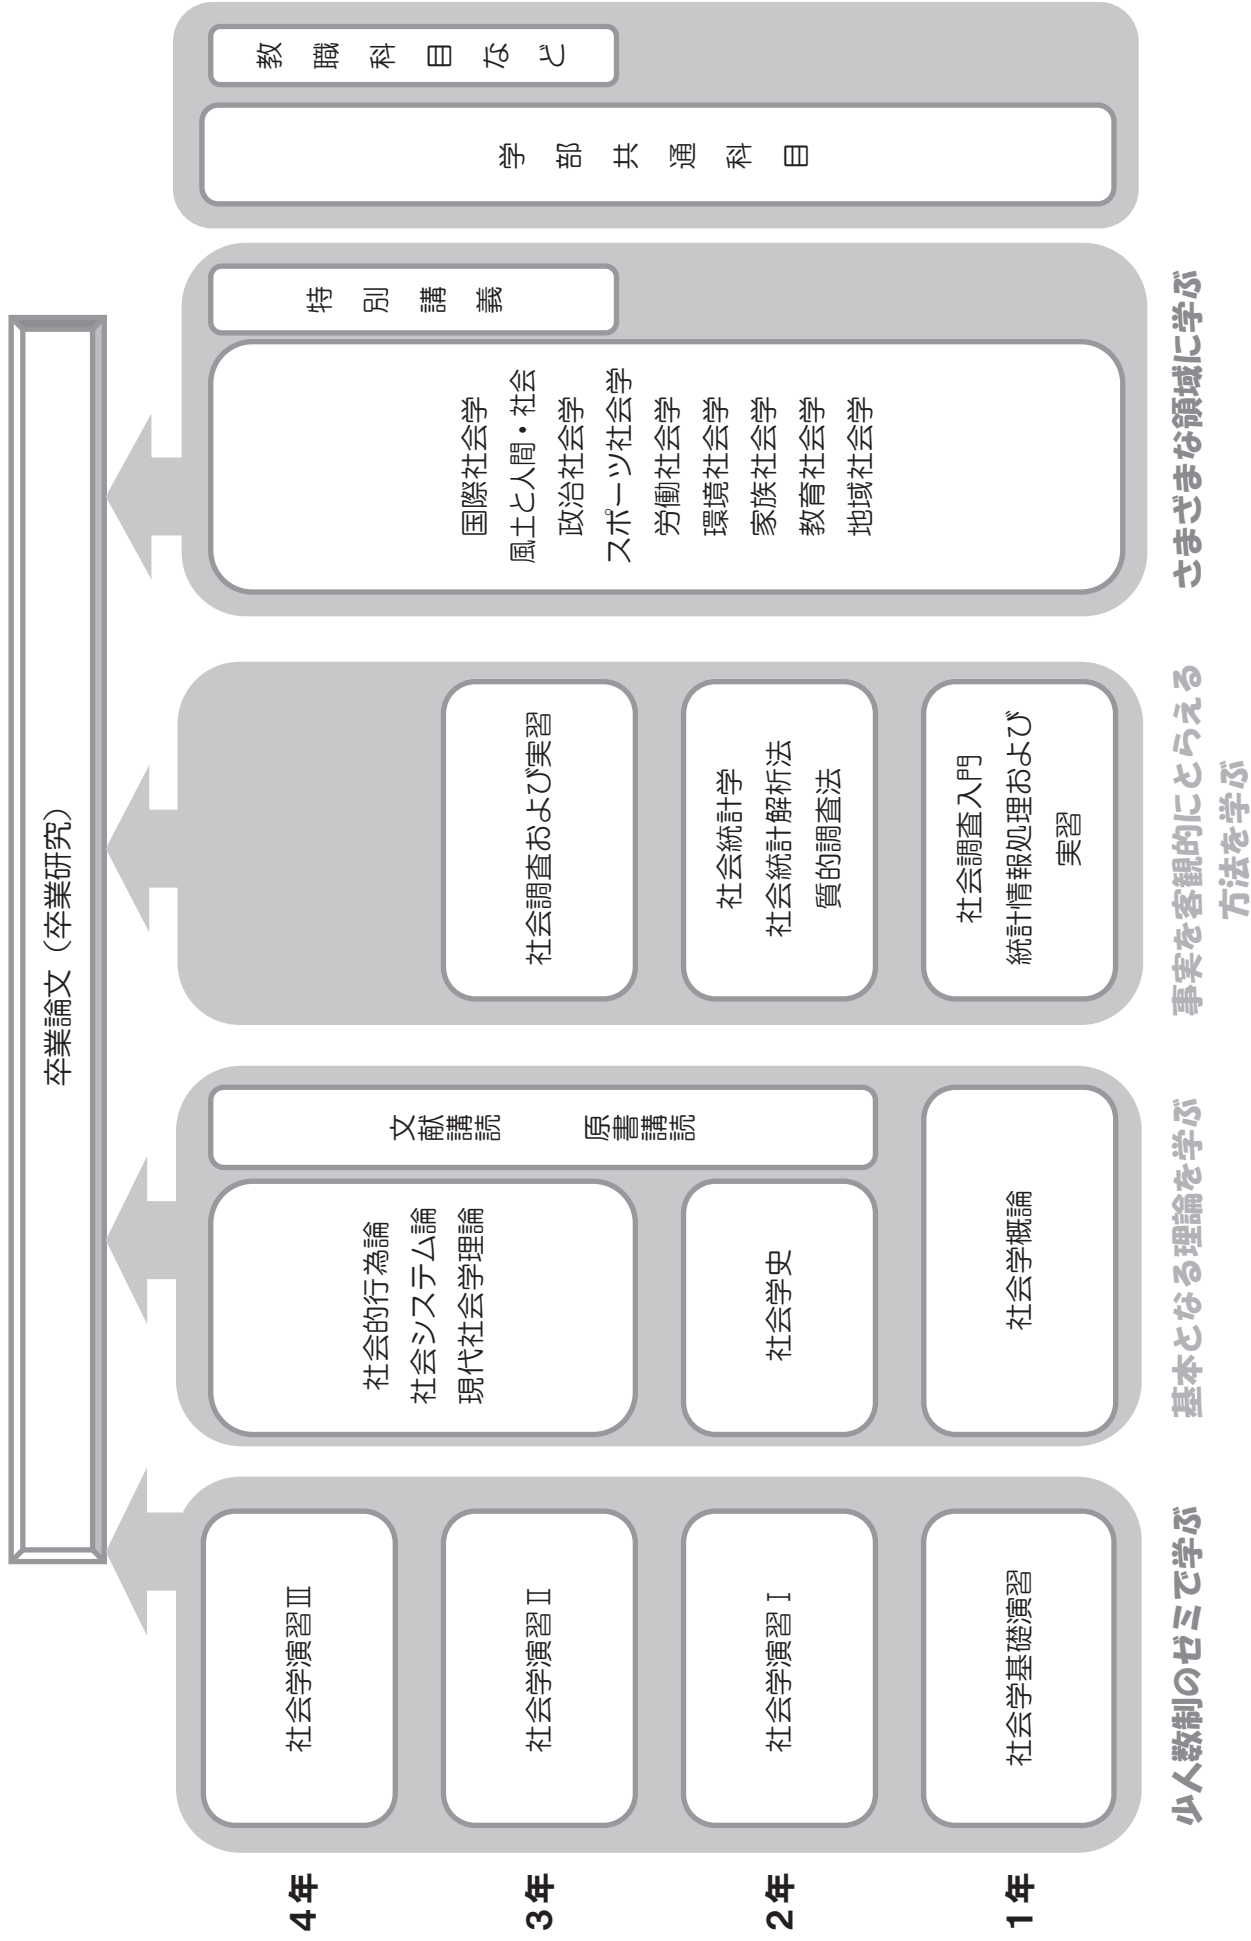 卒業論文（卒業研究）
4年
3年
2年
1年
社会学演習Ⅲ
社会学演習Ⅱ
社会学演習Ⅰ
社会学基礎演習
少人数制のゼミで学ぶ
社会的行為論
社会システム論
現代社会学理論
文献講読　原書講読
社会学史
社会学概論
基本となる理論を学ぶ
社会調査および実習
社会統計学
社会統計解析法
質的調査法
社会調査入門
統計情報処理および
実習
事実を客観的にとらえる
方法を学ぶ
特別講義
国際社会学
風土と人間・社会
政治社会学
スポーツ社会学
労働社会学
環境社会学
家族社会学
教育社会学
地域社会学
さまざまな領域に学ぶ
教職科目など
学部共通科目